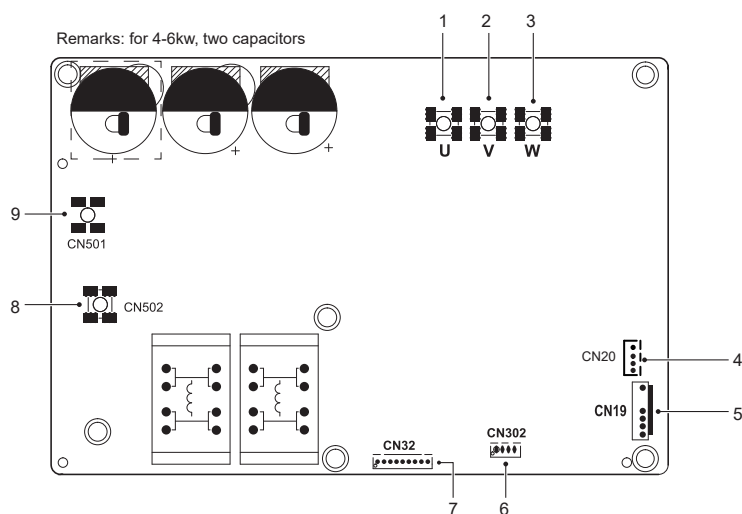 Remarks: for 4-6kw, two capacitors
1
2
3
+
+
+
U
V
W
9
CN501
8
CN502
CN20
4
CN19
5
CN32
CN302
7
6